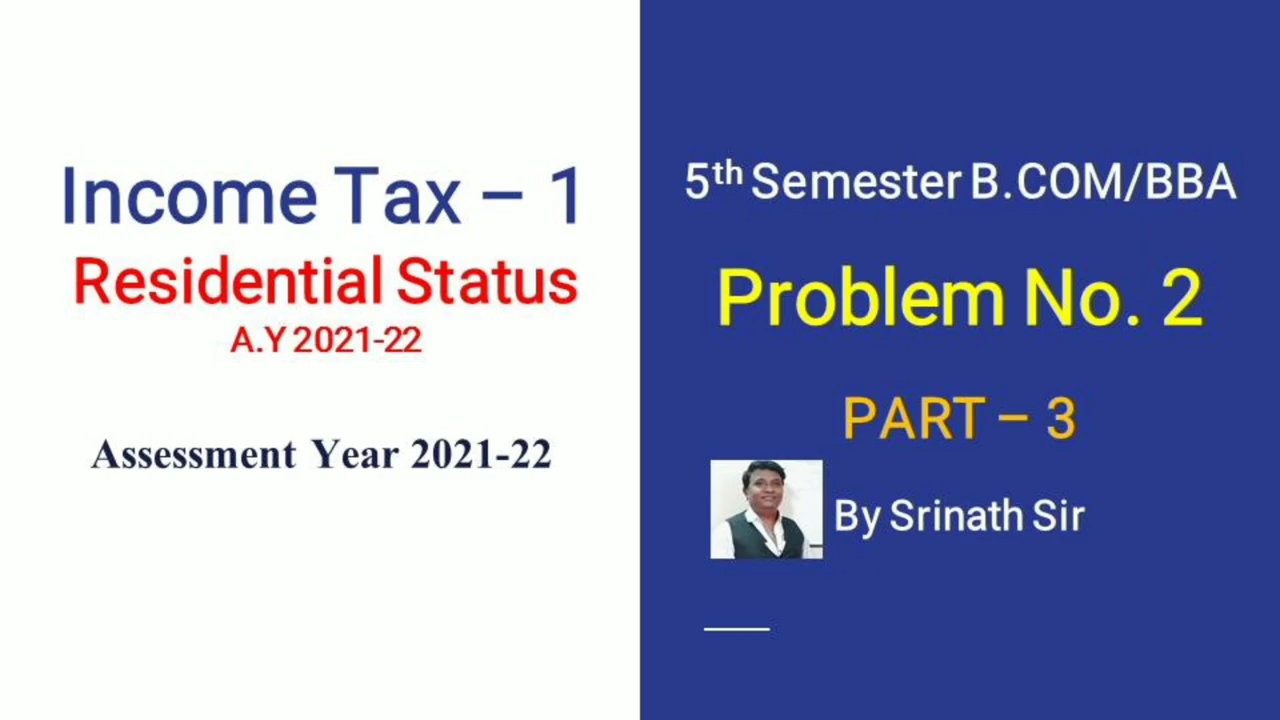 Income Tax – 1
Residential Status
A.Y 2021-22
Assessment Year 2021-22
5th Semester B.COM/BBA
Problem No. 2
PART – 3
By Srinath Sir